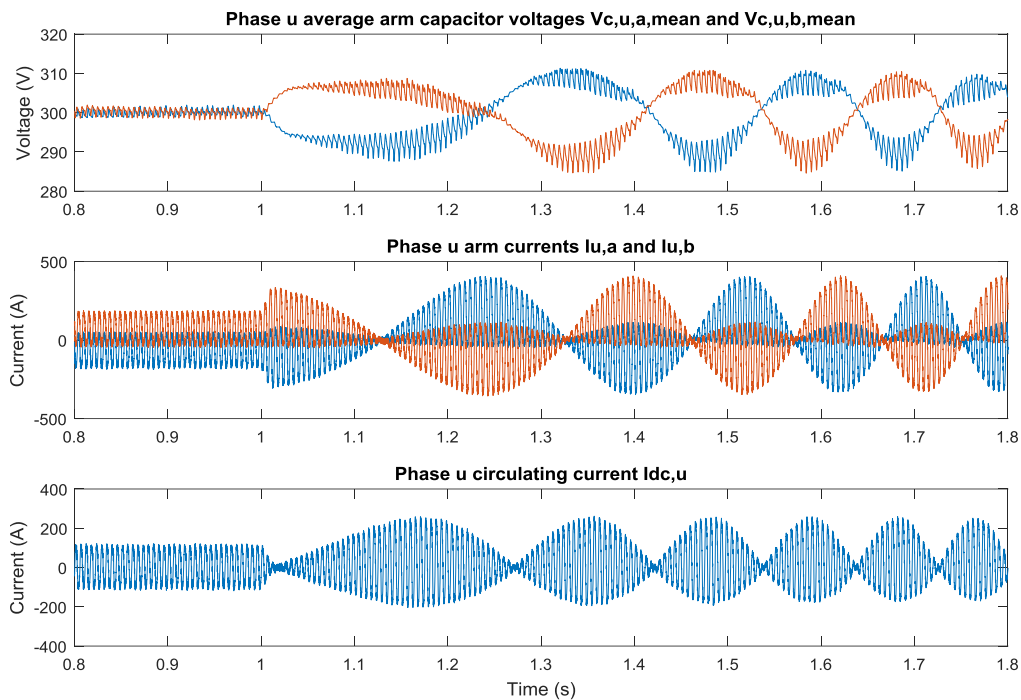 Phase u average arm capacitor voltages Vc,u,a,mean and Vc,u,b,mean
Voltage (V)
320
310
300
290
280
0.8 0.9 1 1.1 1.2 1.3 1.4 1.5 1.6 1.7 1.8
Phase u arm currents Iu,a and Iu,b
Current (A)
500
0
-500
0.8 0.9 1 1.1 1.2 1.3 1.4 1.5 1.6 1.7 1.8
Phase u circulating current Idc,u
Current (A)
400
200
0
-200
-400
0.8 0.9 1 1.1 1.2 1.3 1.4 1.5 1.6 1.7 1.8
Time (s)